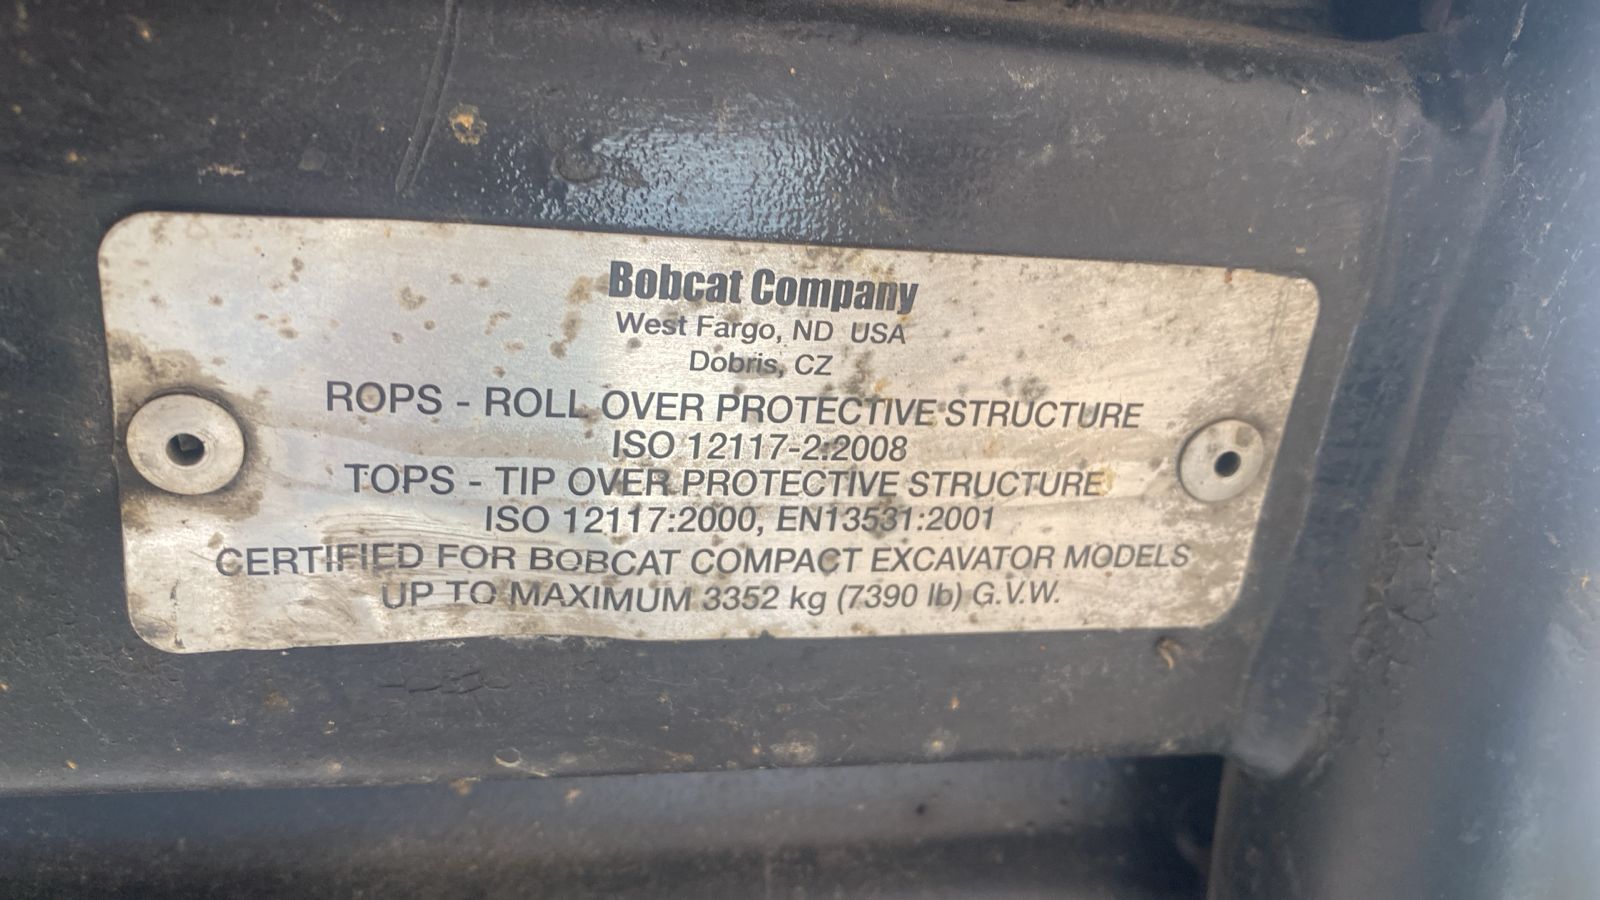 Bobcat Company
West Fargo, ND USA
Dobris, CZ
ROPS - ROLL OVER PROTECTIVE STRUCTURE
ISO 12117-2:2008
TOPS - TIP OVER PROTECTIVE STRUCTURE
ISO 12117:2000, EN13531:2001
CERTIFIED FOR BOBCAT COMPACT EXCAVATOR MODELS
UP TO MAXIMUM 3352 kg (7390 lb) G.V.W.